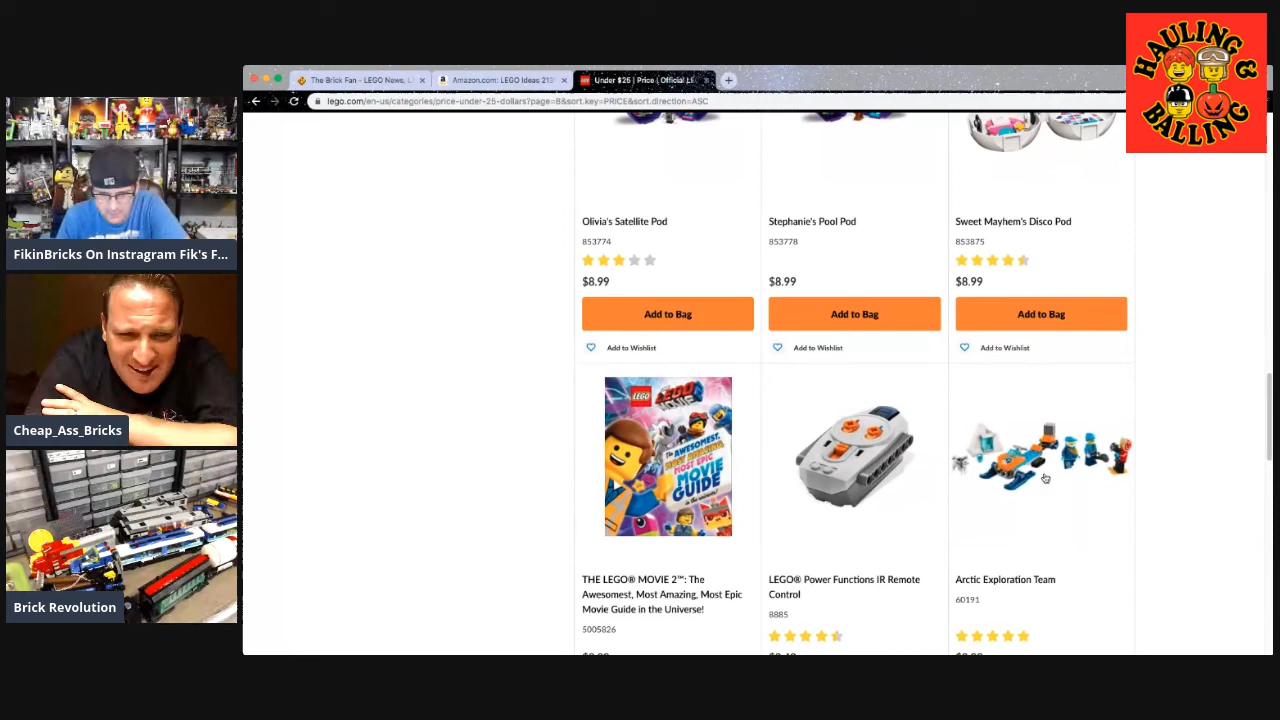 HAULING
BALLING
The Brick Fan - LEGO News, L
Amazon.com: LEGO Ideas 213
Under $25 | Price | Official LE
lego.com/en-us/categories/price-under-25-dollars?page=8&sort.key=PRICE&sort.direction=ASC
FikinBricks On Instragram Fik's F...
Cheap_Ass_Bricks
Brick Revolution
Olivia's Satellite Pod
853774
$8.99
Add to Bag
Add to Wishlist
Stephanie's Pool Pod
853778
$8.99
Add to Bag
Add to Wishlist
Sweet Mayhem's Disco Pod
853875
$8.99
Add to Bag
Add to Wishlist
LEGO
THE AWESOMEST,
MOST AMAZING,
MOST EPIC
MOVIE
GUIDE
in the universe!
THE LEGO® MOVIE 2™: The
Awesomest, Most Amazing, Most Epic
Movie Guide in the Universe!
5005826
LEGO® Power Functions IR Remote
Control
8885
Arctic Exploration Team
60191